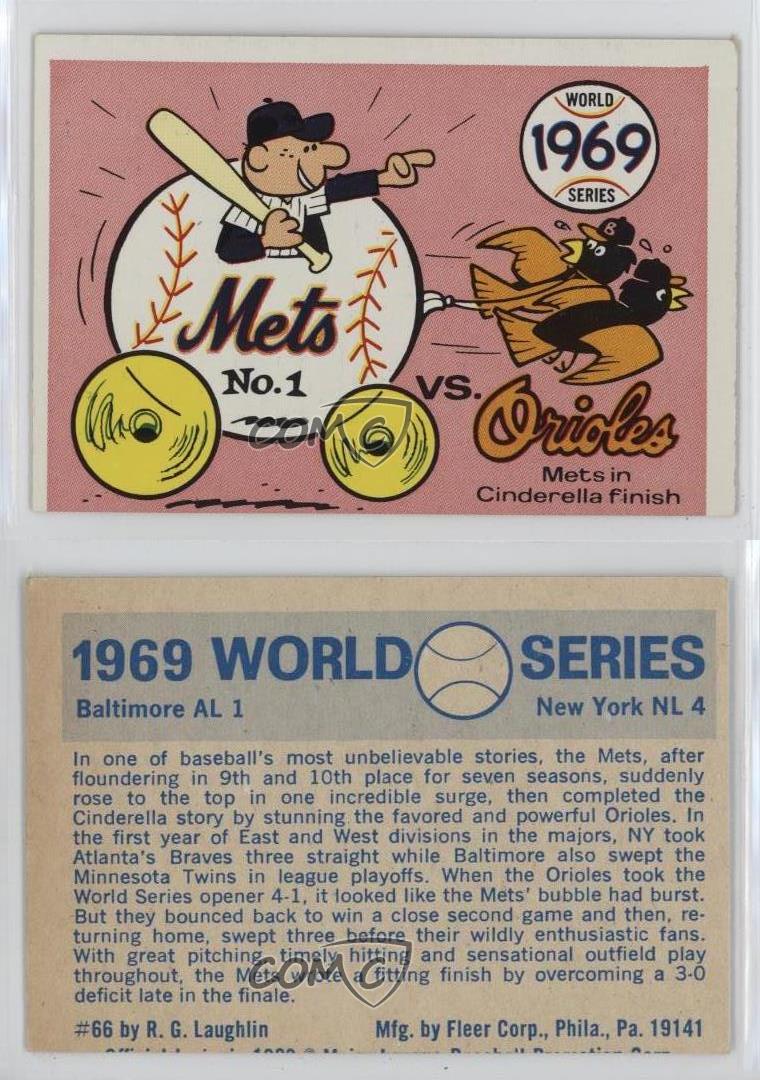 WORLD
1969
SERIES
B
Mets
No. 1
VS.
Orioles
Mets in
Cinderella finish
COMC
1969 WORLD SERIES
Baltimore AL 1 New York NL 4
In one of baseball's most unbelievable stories, the Mets, after
floundering in 9th and 10th place for seven seasons, suddenly
rose to the top in one incredible surge, then completed the
Cinderella story by stunning the favored and powerful Orioles. In
the first year of East and West divisions in the majors, NY took
Atlanta's Braves three straight while Baltimore also swept the
Minnesota Twins in league playoffs. When the Orioles took the
World Series opener 4-1, it looked like the Mets' bubble had burst.
But they bounced back to win a close second game and then, re-
turning home, swept three before their wildly enthusiastic fans.
With great pitching timely hitting and sensational outfield play
throughout, the Mets wrote a fitting finish by overcoming a 3-0
deficit late in the finale.
COMC
#66 by R. G. Laughlin Mfg. by Fleer Corp., Phila., Pa. 19141